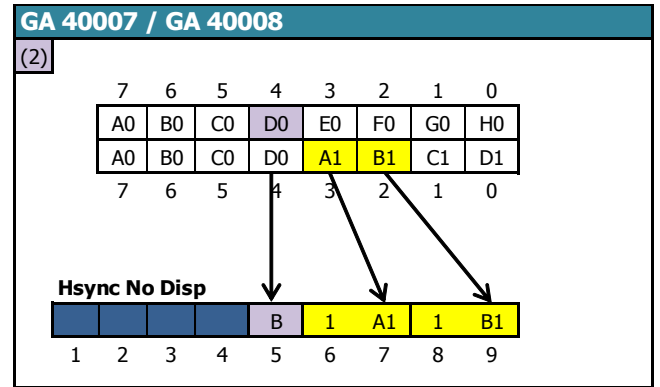 GA 40007 / GA 40008
(2)
7 6 5 4 3 2 1 0
A0 B0 C0 D0 E0 F0 G0 H0
A0 B0 C0 D0 A1 B1 C1 D1
7 6 5 4 3 2 1 0
Hsync No Disp
B 1 A1 1 B1
1 2 3 4 5 6 7 8 9